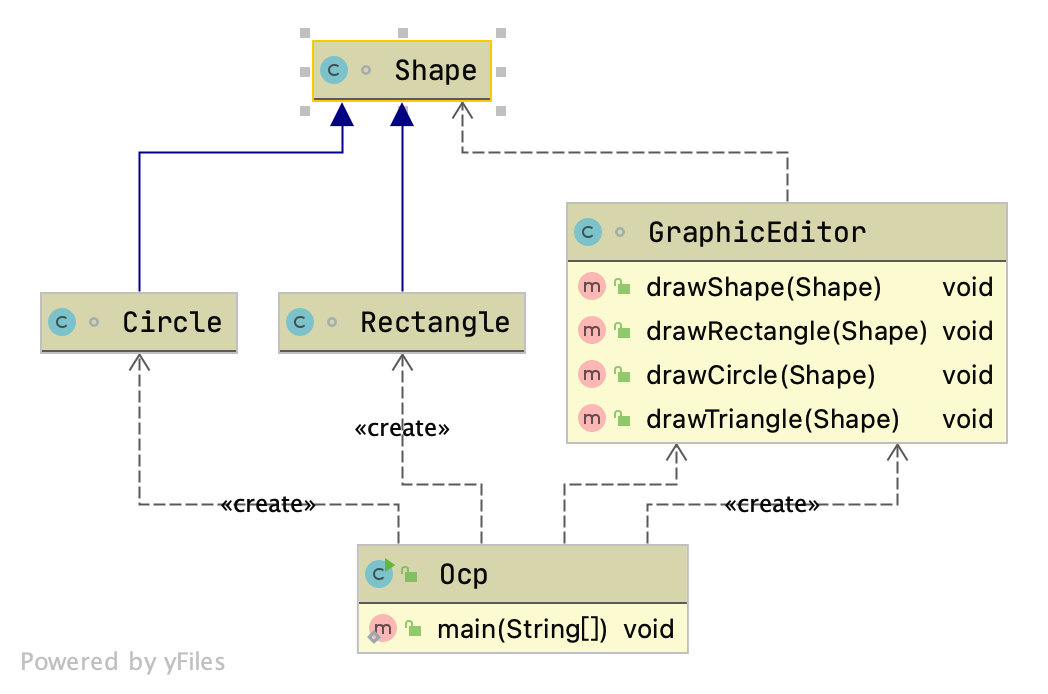 Shape
GraphicEditor
drawShape(Shape) void
drawRectangle(Shape) void
drawCircle(Shape) void
drawTriangle(Shape) void
Circle
Rectangle
«create»
«create»
«create»
Ocp
main(String[]) void
Powered by yFiles